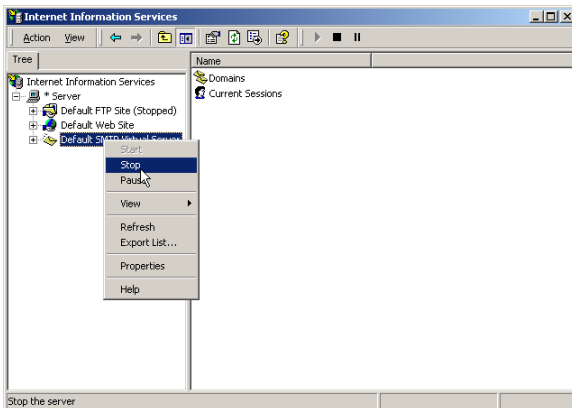 Internet Information Services
Action View
Tree
Name
Internet Information Services
* Server
Default FTP Site (Stopped)
Default Web Site
Default SMTP Virtual Server
Domains
Current Sessions
Start
Stop
Pause
View
Refresh
Export List...
Properties
Help
Stop the server